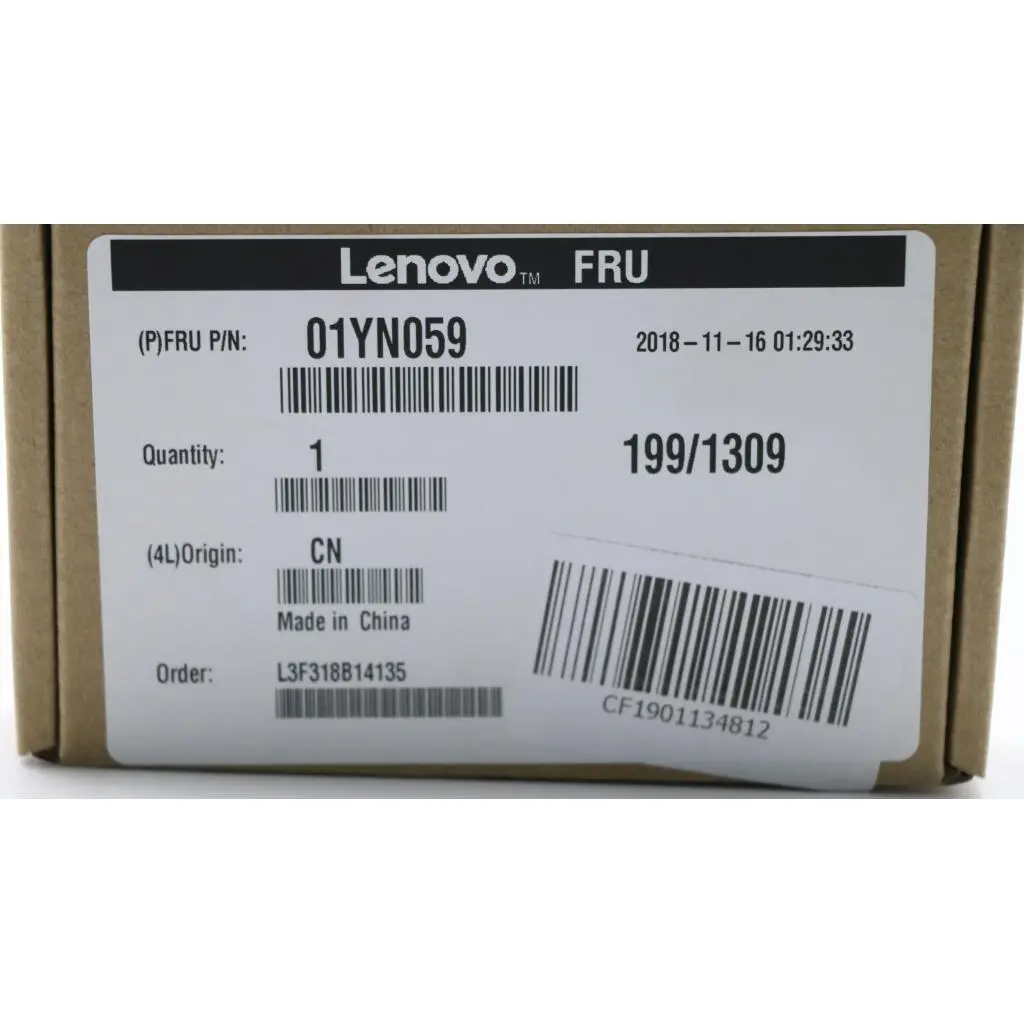 Lenovo™ FRU
(P)FRU P/N: 01YN059 2018-11-16 01:29:33
Quantity: 1 199/1309
(4L)Origin: CN
Made in China
Order: L3F318B14135
CF1901134812